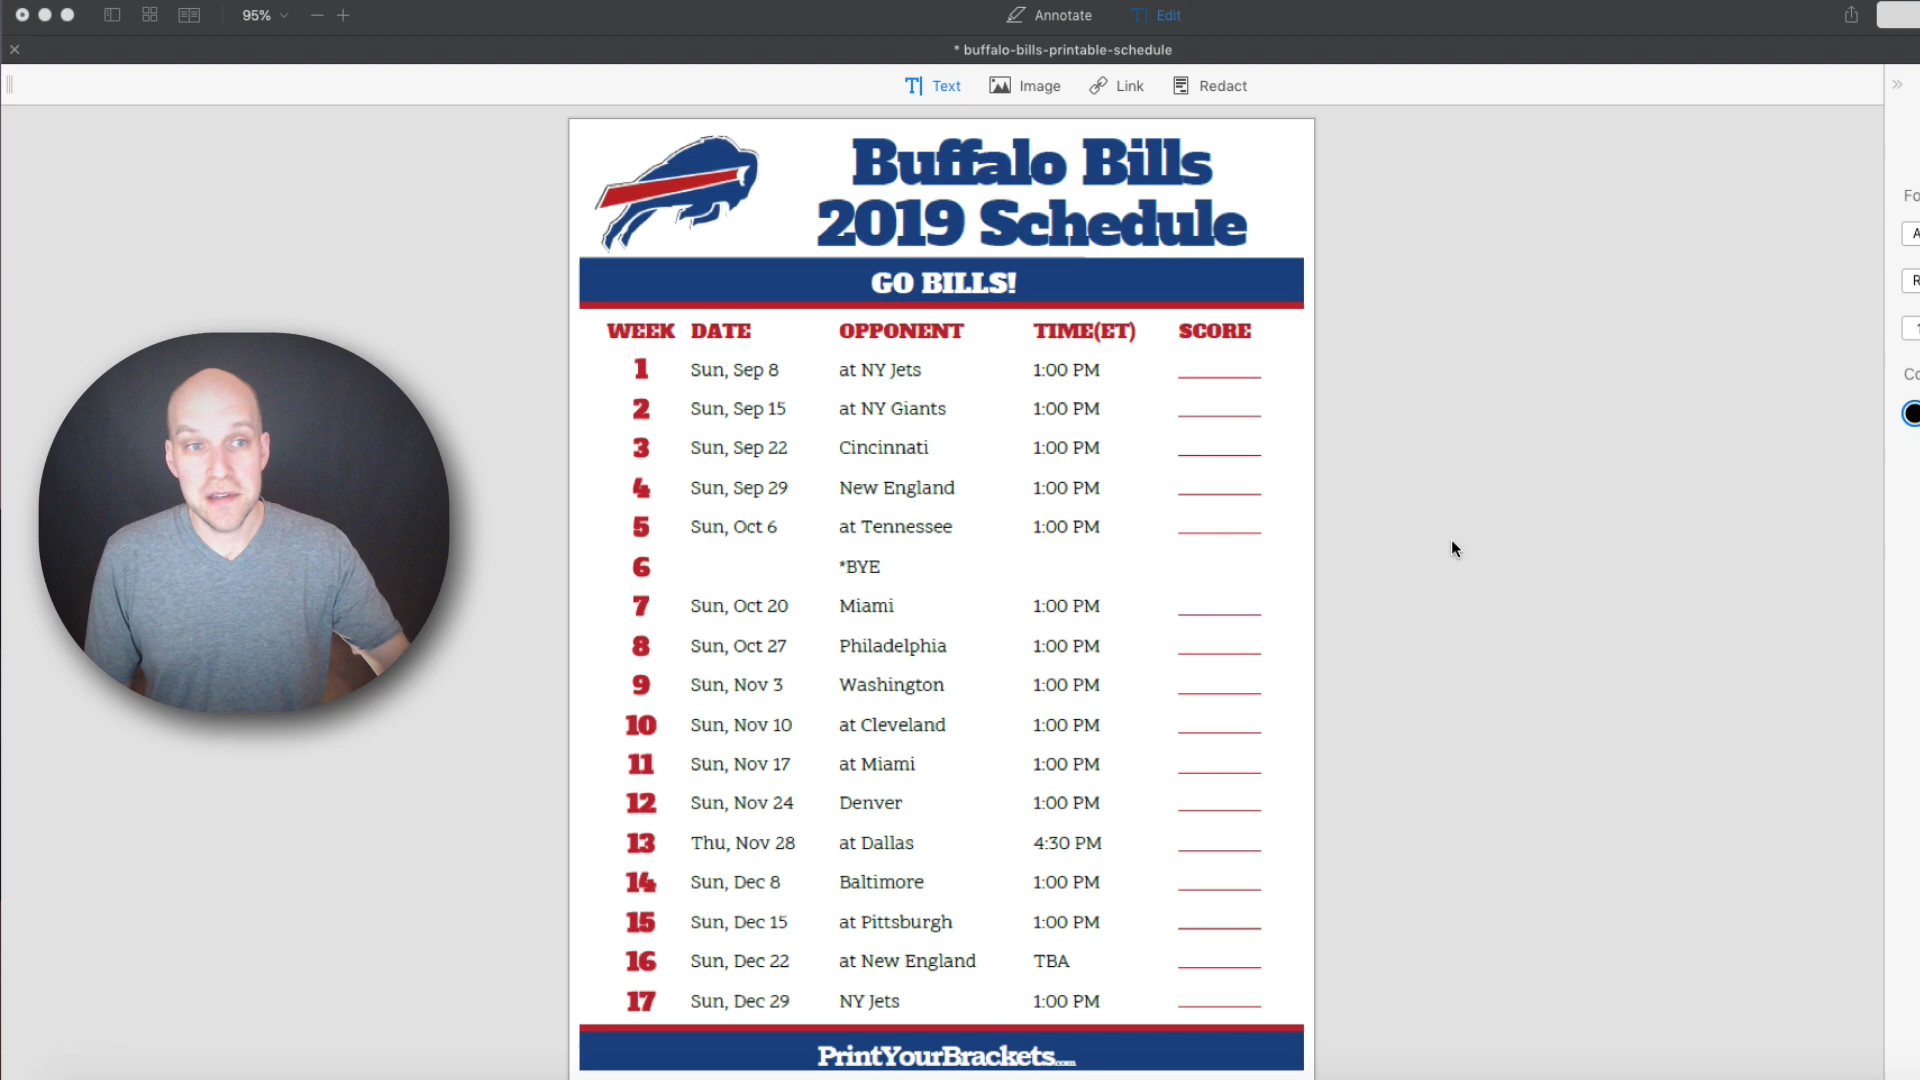 95%
Annotate
Edit
* buffalo-bills-printable-schedule
Text Image Link Redact
Buffalo Bills
2019 Schedule
GO BILLS!
WEEK DATE OPPONENT TIME(ET) SCORE
1 Sun, Sep 8 at NY Jets 1:00 PM
2 Sun, Sep 15 at NY Giants 1:00 PM
3 Sun, Sep 22 Cincinnati 1:00 PM
4 Sun, Sep 29 New England 1:00 PM
5 Sun, Oct 6 at Tennessee 1:00 PM
6 *BYE
7 Sun, Oct 20 Miami 1:00 PM
8 Sun, Oct 27 Philadelphia 1:00 PM
9 Sun, Nov 3 Washington 1:00 PM
10 Sun, Nov 10 at Cleveland 1:00 PM
11 Sun, Nov 17 at Miami 1:00 PM
12 Sun, Nov 24 Denver 1:00 PM
13 Thu, Nov 28 at Dallas 4:30 PM
14 Sun, Dec 8 Baltimore 1:00 PM
15 Sun, Dec 15 at Pittsburgh 1:00 PM
16 Sun, Dec 22 at New England TBA
17 Sun, Dec 29 NY Jets 1:00 PM
PrintYourBrackets.com